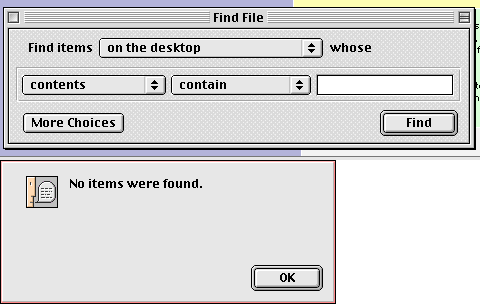 Find File
Find items on the desktop whose
contents contain
More Choices Find
No items were found.
OK